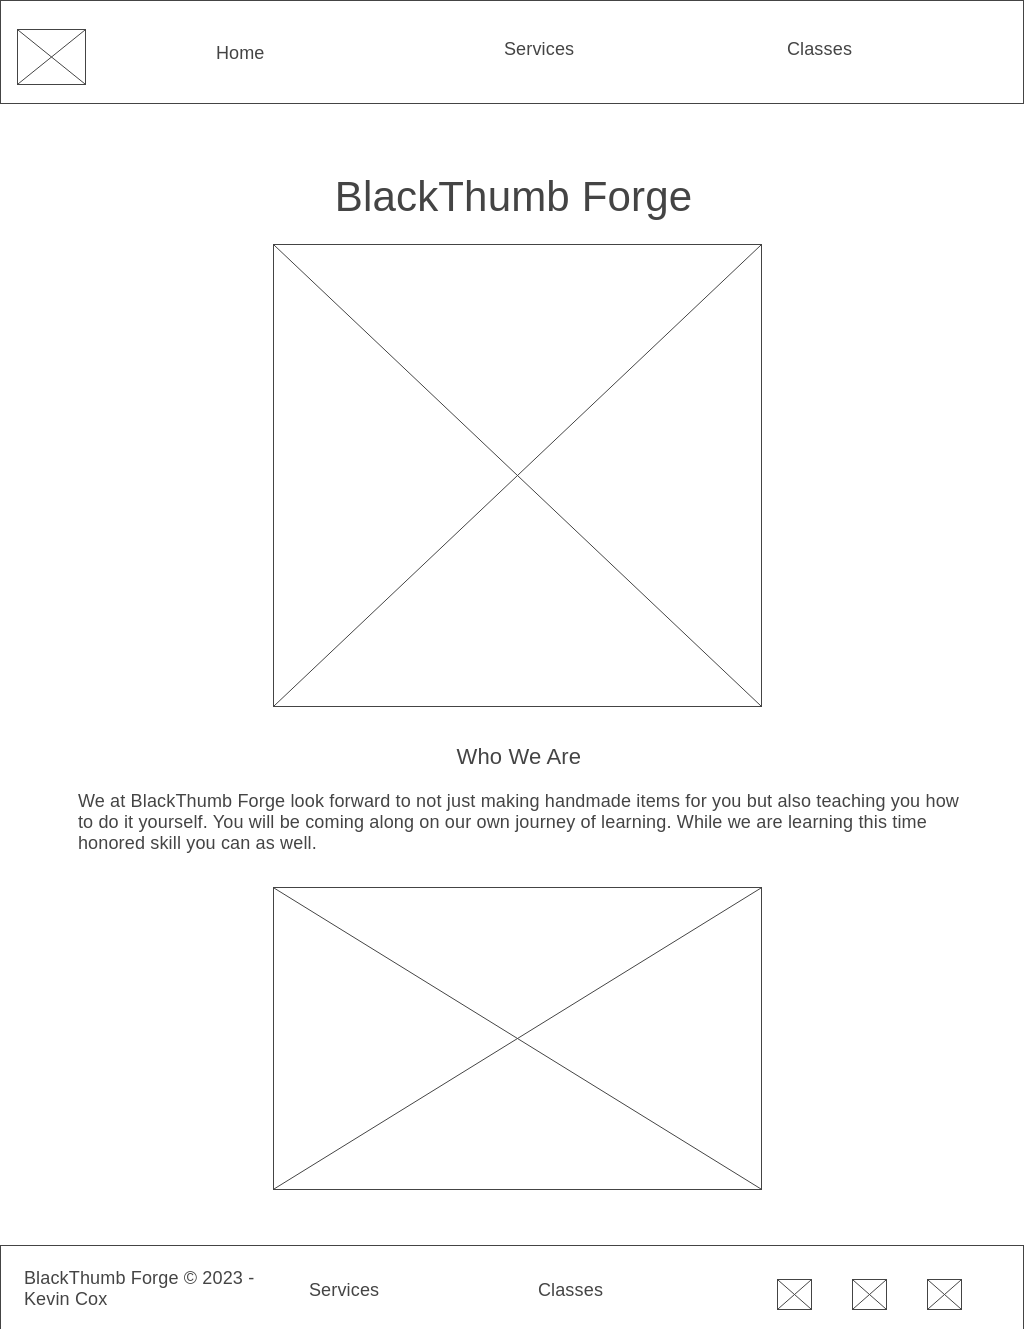 Home
Services
Classes
BlackThumb Forge
Who We Are
We at BlackThumb Forge look forward to not just making handmade items for you but also teaching you how
to do it yourself. You will be coming along on our own journey of learning. While we are learning this time
honored skill you can as well.
BlackThumb Forge © 2023 -
Kevin Cox
Services
Classes